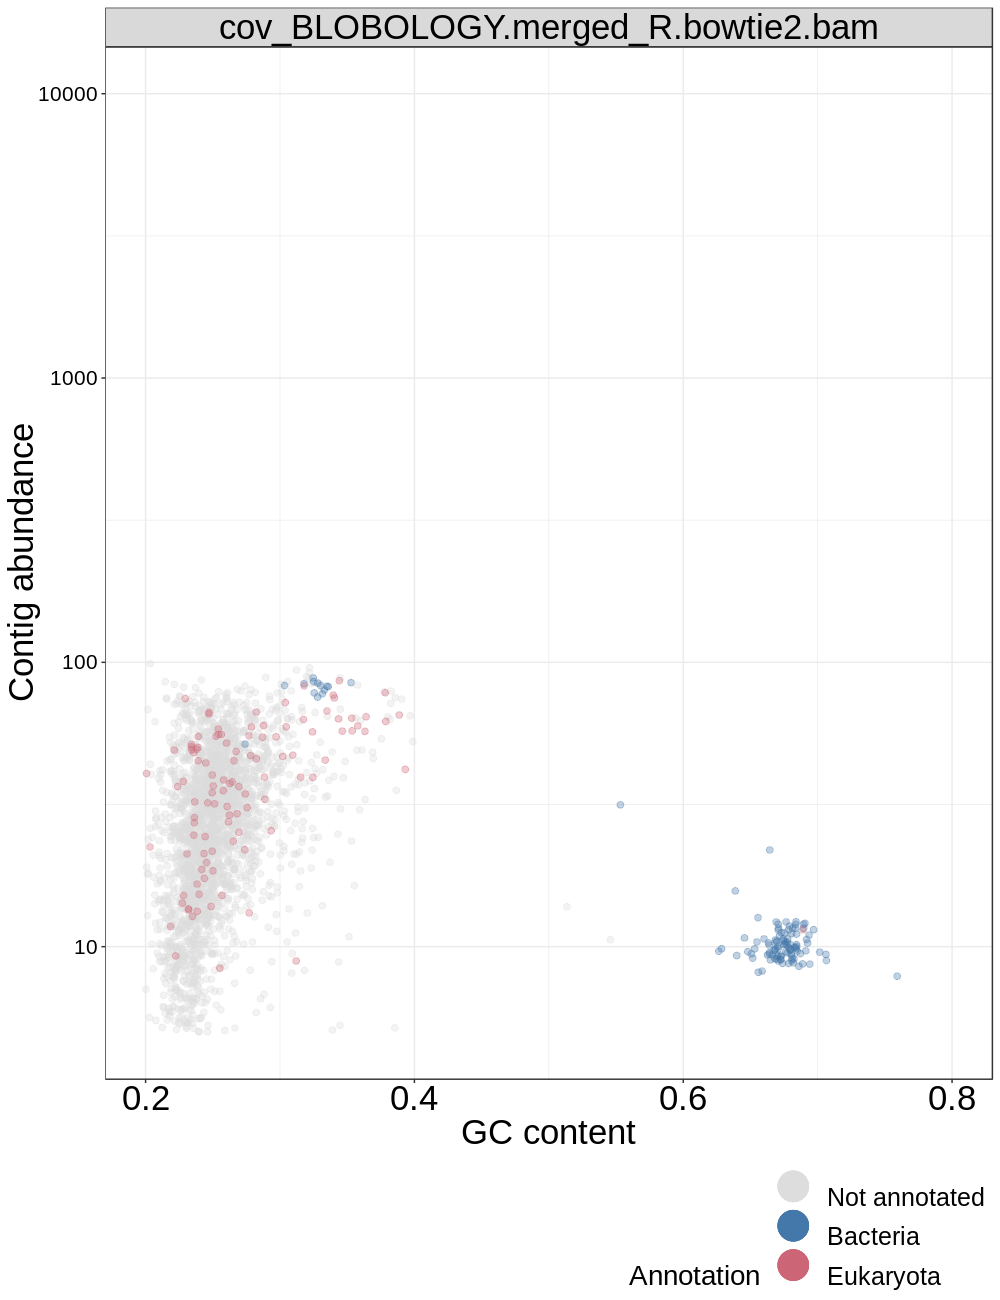 cov_BLOBOLOGY.merged_R.bowtie2.bam
10000
1000
100
10
Contig abundance
0.2 0.4 0.6 0.8
GC content
Annotation
Not annotated
Bacteria
Eukaryota